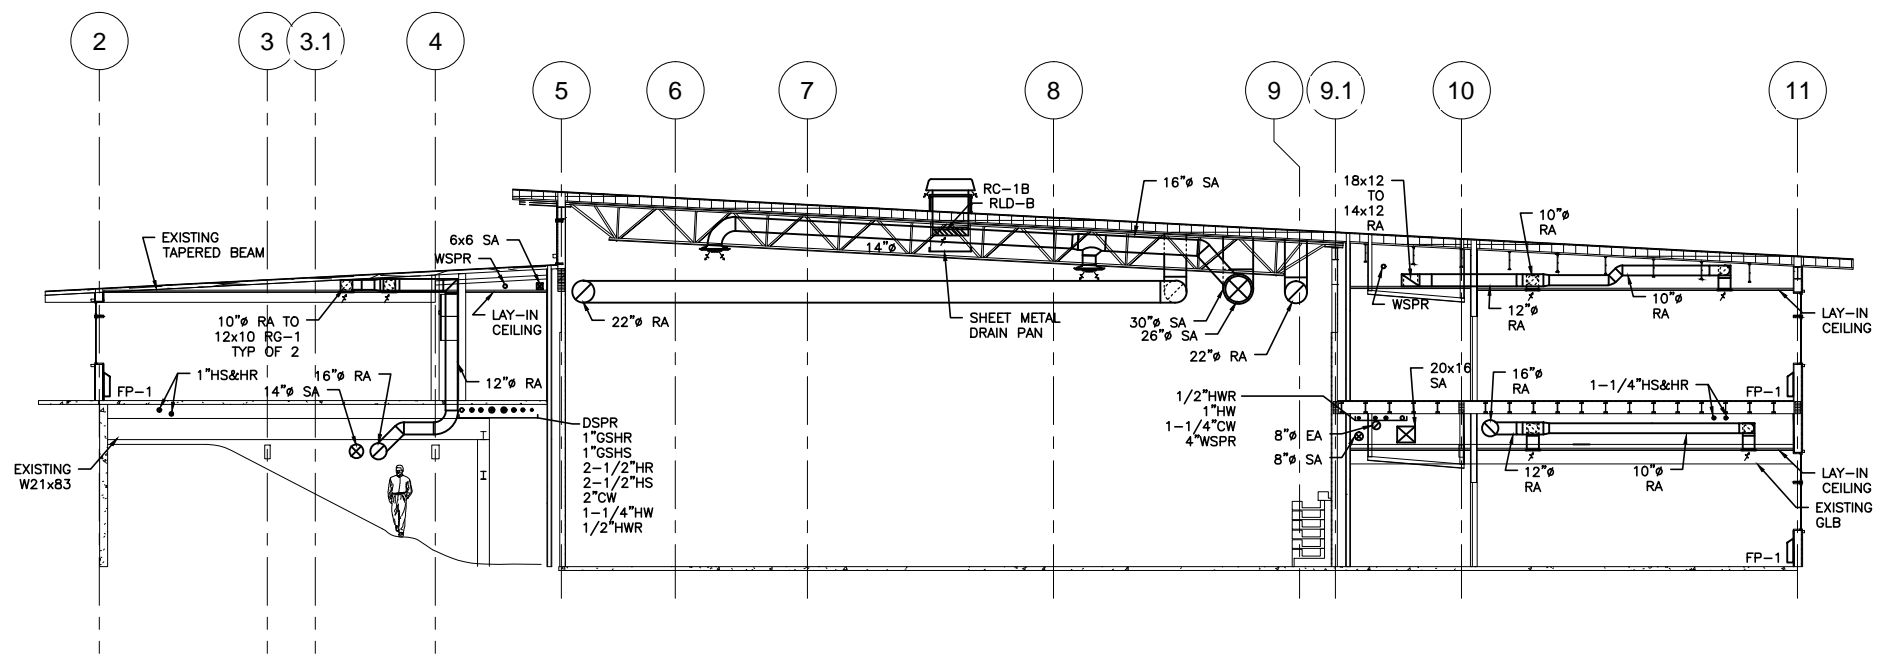 2
3
3.1
4
5
6
7
8
9
9.1
10
11
EXISTING
TAPERED BEAM
6x6 SA
WSPR
RC-1B
RLD-B
14"ø
16"ø SA
18x12
TO
14x12
RA
10"ø
RA
LAY-IN
CEILING
10"ø RA TO
12x10 RG-1
TYP OF 2
22"ø RA
SHEET METAL
DRAIN PAN
30"ø SA
26"ø SA
22"ø RA
WSPR
12"ø
RA
10"ø
RA
LAY-IN
CEILING
FP-1
1"HS&HR
14"ø SA
16"ø RA
12"ø RA
1/2"HWR
1"HW
1-1/4"CW
4"WSPR
20x16
SA
16"ø
RA
1-1/4"HS&HR
FP-1
8"ø EA
8"ø SA
DSPR
1"GSHR
1"GSHS
2-1/2"HR
2-1/2"HS
2"CW
1-1/4"HW
1/2"HWR
EXISTING
W21x83
12"ø
RA
10"ø
RA
LAY-IN
CEILING
EXISTING
GLB
FP-1